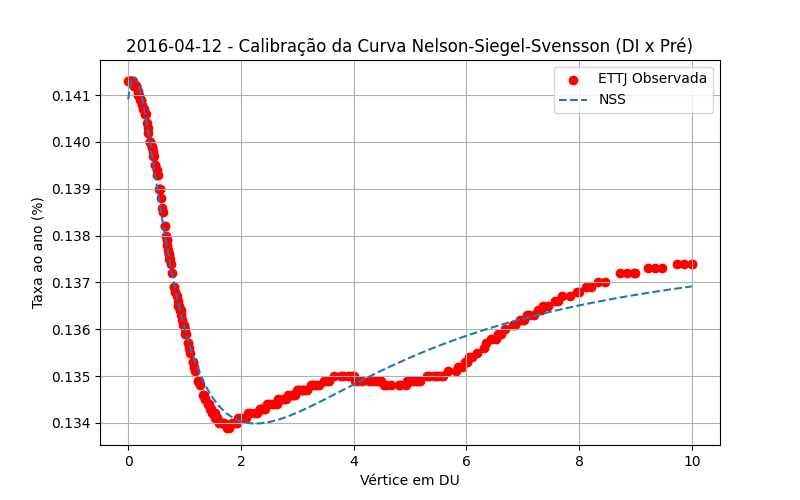 2016-04-12 - Calibração da Curva Nelson-Siegel-Svensson (DI x Pré)
ETTJ Observada
NSS
Taxa ao ano (%)
0.141
0.140
0.139
0.138
0.137
0.136
0.135
0.134
0 2 4 6 8 10
Vértice em DU